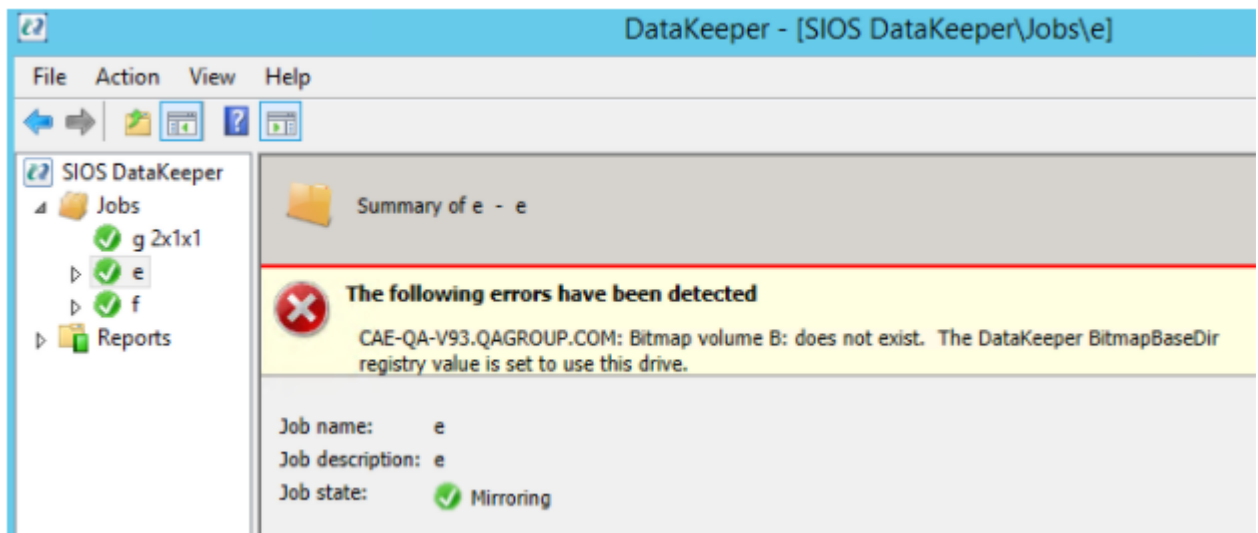 DataKeeper - [SIOS DataKeeper\Jobs\e]
File Action View Help
SIOS DataKeeper
Jobs
g 2x1x1
e
f
Reports
Summary of e - e
The following errors have been detected
CAE-QA-V93.QAGROUP.COM: Bitmap volume B: does not exist. The DataKeeper BitmapBaseDir
registry value is set to use this drive.
Job name: e
Job description: e
Job state: Mirroring